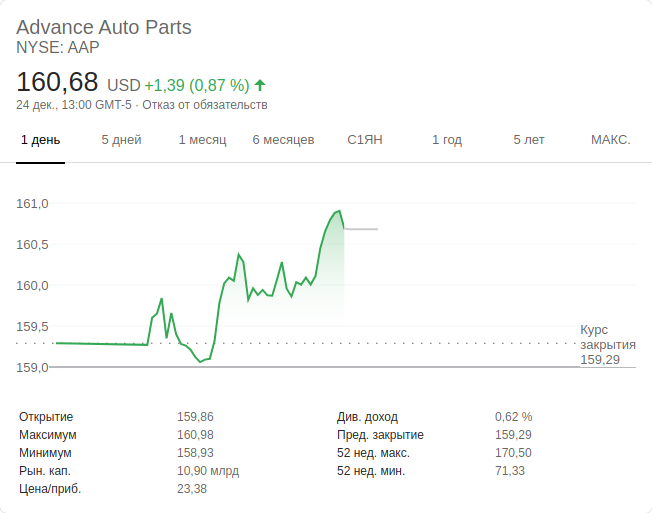 Advance Auto Parts
NYSE: AAP
160,68 USD +1,39 (0,87 %) ↑
24 дек., 13:00 GMT-5 · Отказ от обязательств
1 день 5 дней 1 месяц 6 месяцев С1ЯН 1 год 5 лет МАКС.
161,0
160,5
160,0
159,5
159,0
Курс
закрытия
159,29
Открытие 159,86 Див. доход 0,62 %
Максимум 160,98 Пред. закрытие 159,29
Минимум 158,93 52 нед. макс. 170,50
Рын. кап. 10,90 млрд 52 нед. мин. 71,33
Цена/приб. 23,38